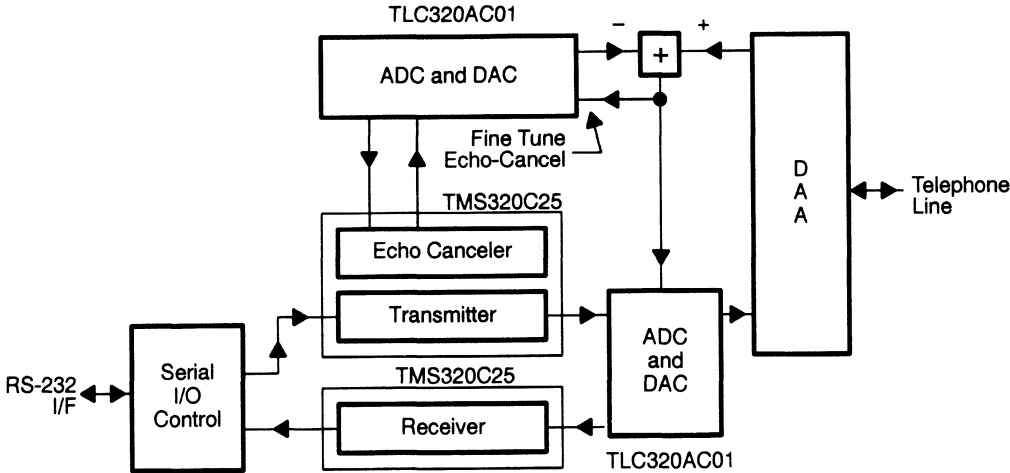 TLC320AC01
− +
ADC and DAC
+
Fine Tune
Echo-Cancel
D
A
A
Telephone
Line
TMS320C25
Echo Canceler
Transmitter
ADC
and
DAC
Serial
I/O
Control
RS-232
I/F
TMS320C25
Receiver
TLC320AC01